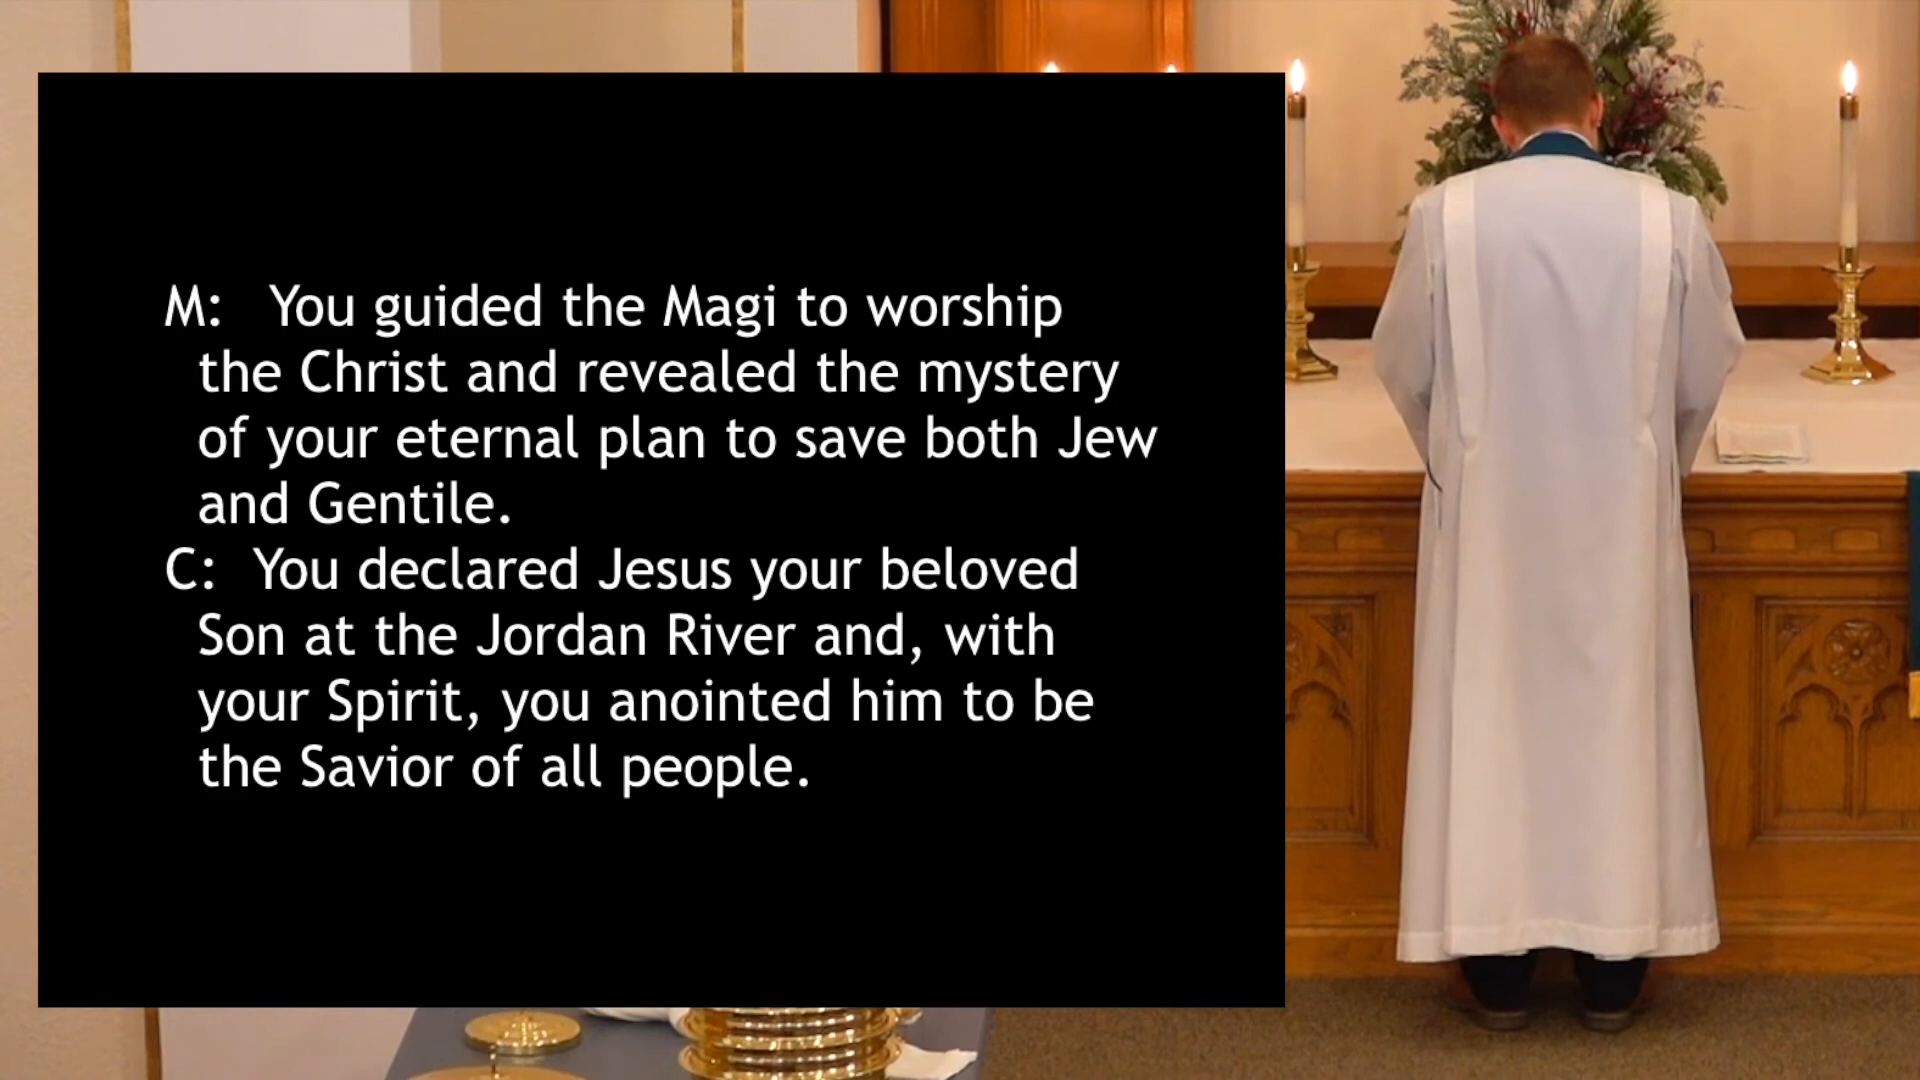 M: You guided the Magi to worship
the Christ and revealed the mystery
of your eternal plan to save both Jew
and Gentile.
C: You declared Jesus your beloved
Son at the Jordan River and, with
your Spirit, you anointed him to be
the Savior of all people.